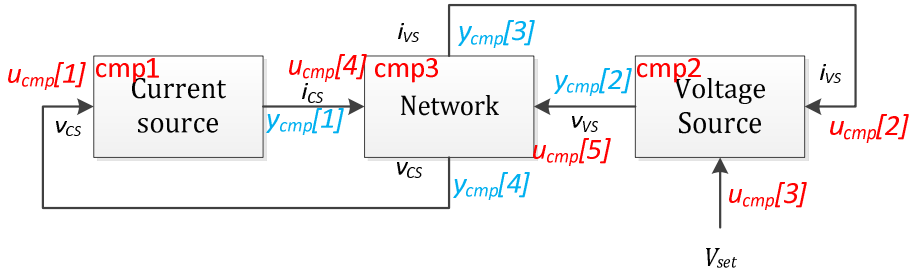 i_VS
y_cmp[3]
u_cmp[1]
cmp1
Current
source
u_cmp[4]
i_CS
y_cmp[1]
cmp3
Network
y_cmp[2]
v_VS
u_cmp[5]
cmp2
Voltage
Source
i_VS
u_cmp[2]
v_CS
v_CS
y_cmp[4]
u_cmp[3]
V_set